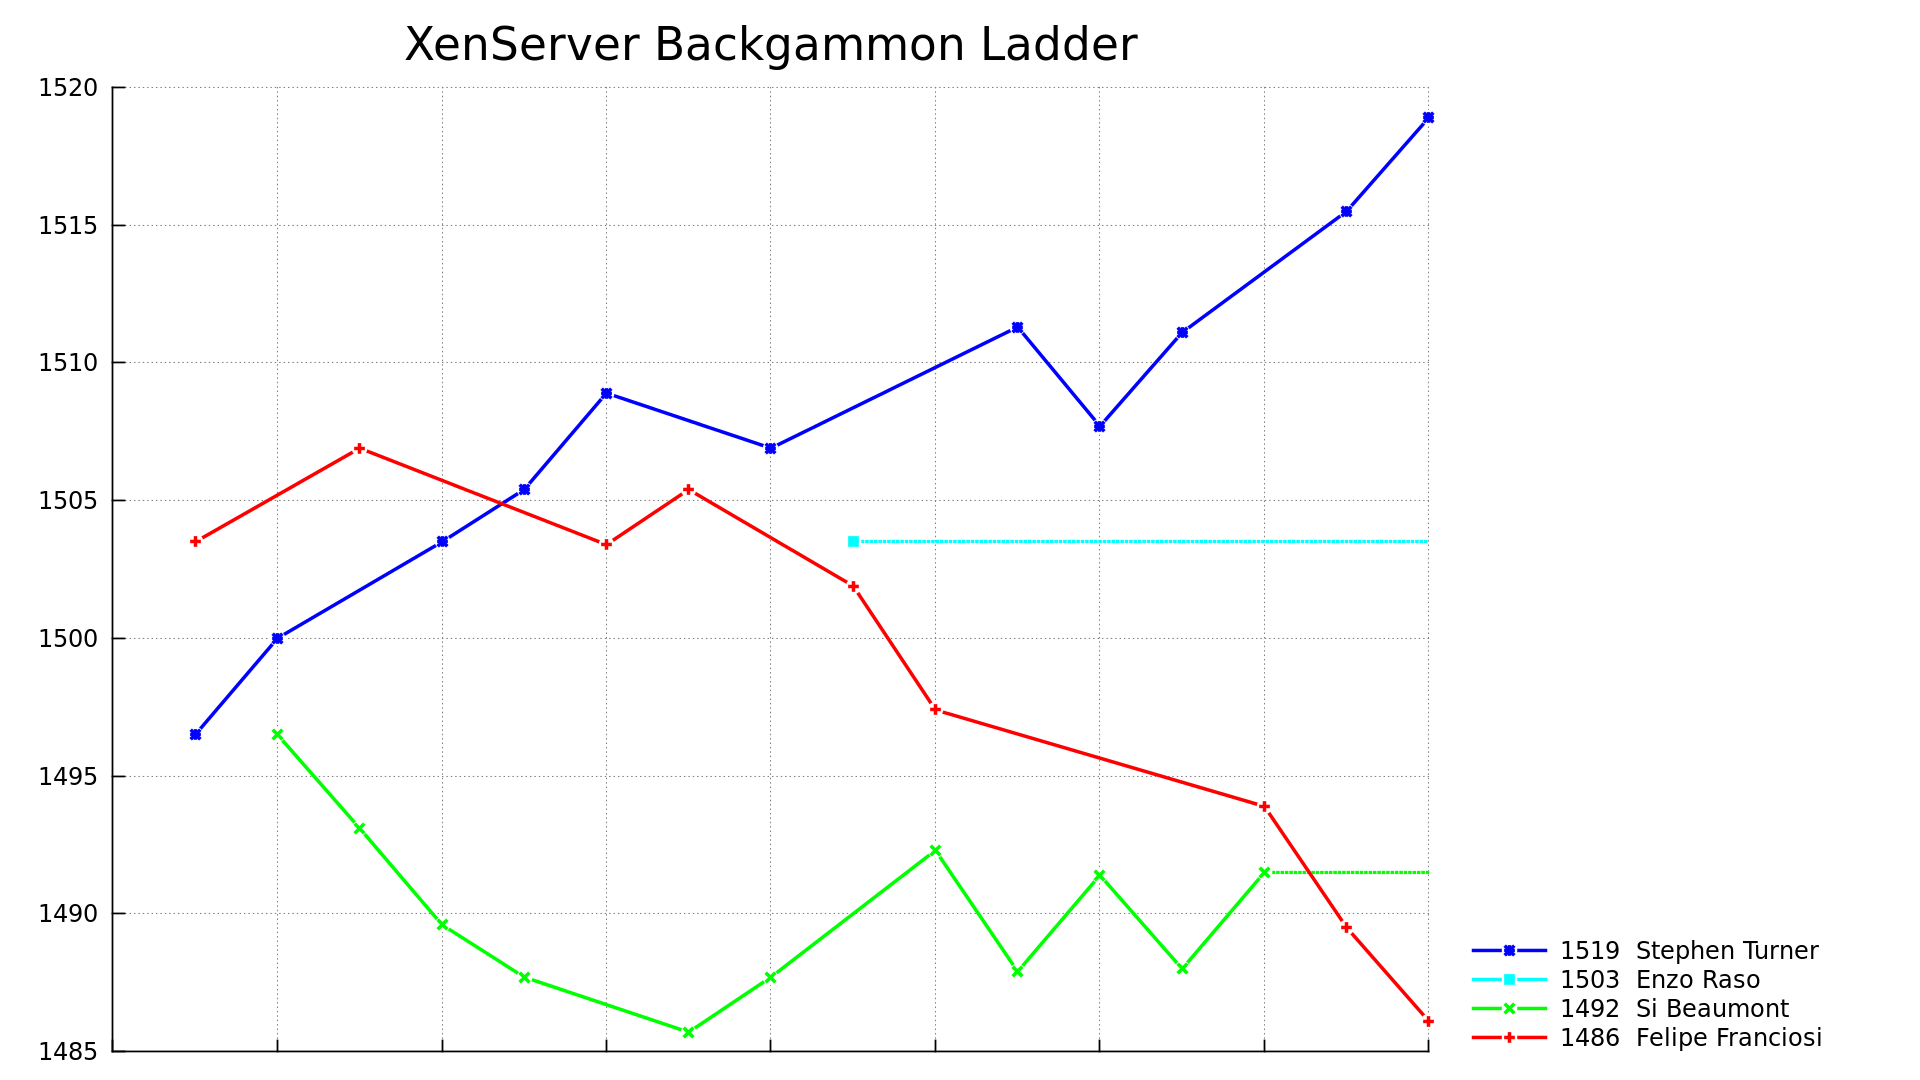 XenServer Backgammon Ladder
1520
1515
1510
1505
1500
1495
1490
1485
1519 Stephen Turner
1503 Enzo Raso
1492 Si Beaumont
1486 Felipe Franciosi